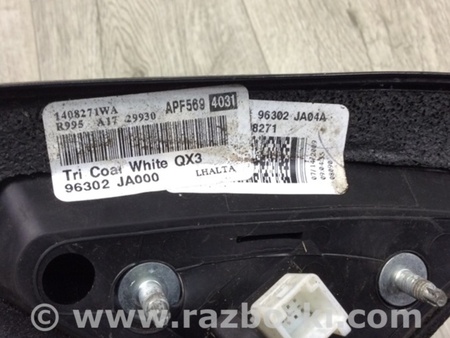 1408271WA APF569 4031
R995 A17 29930
Tri Coat White QX3
96302 JA000 LHALTA
96302 JA04A
8271
www.razborka.com